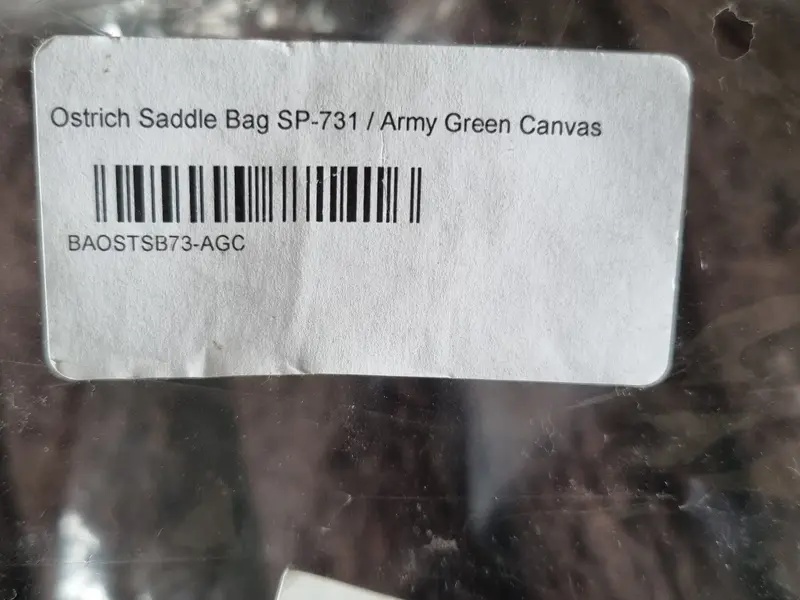 Ostrich Saddle Bag SP-731 / Army Green Canvas
BAOSTSB73-AGC